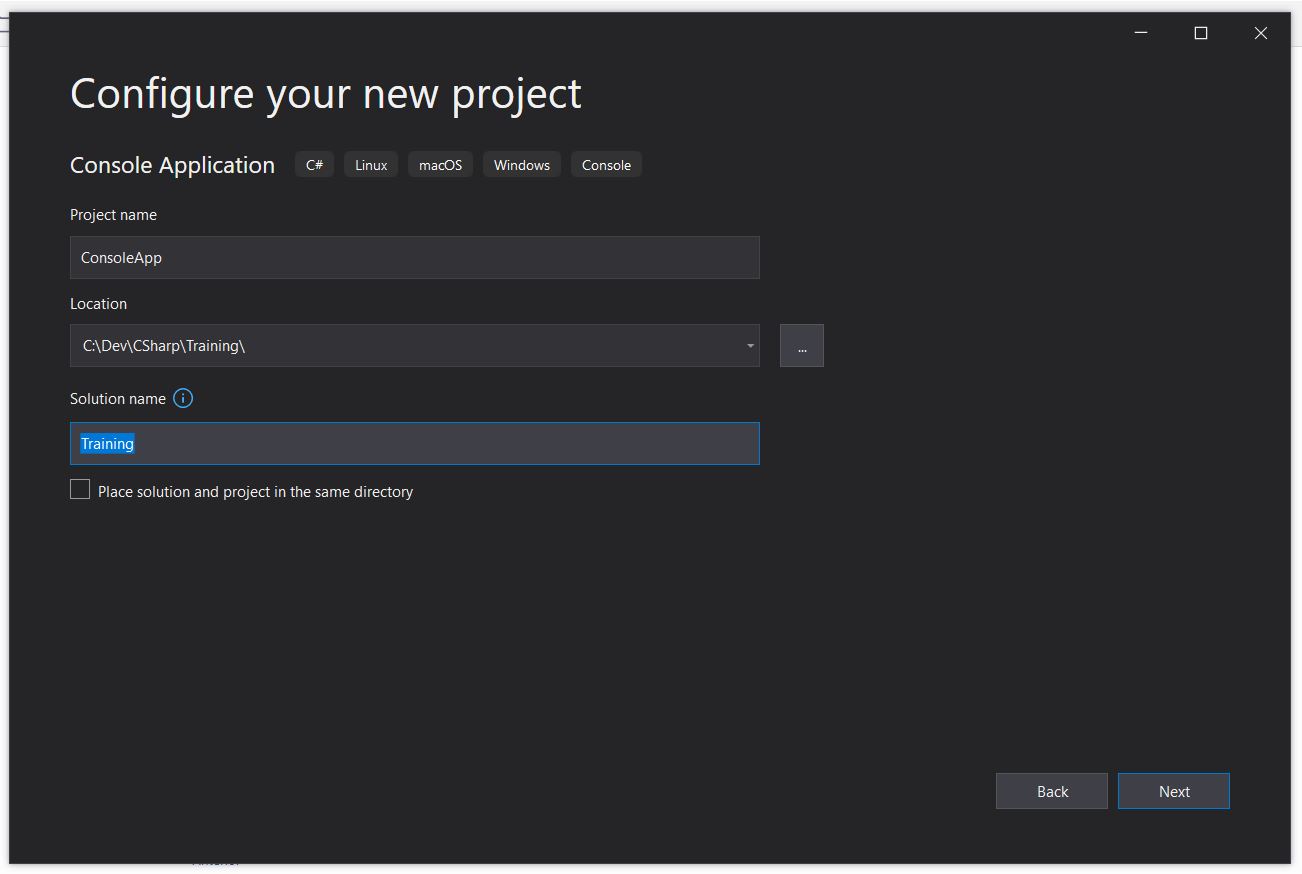 Configure your new project
Console Application C# Linux macOS Windows Console
Project name
ConsoleApp
Location
C:\Dev\CSharp\Training\
...
Solution name
Training
Place solution and project in the same directory
Back Next